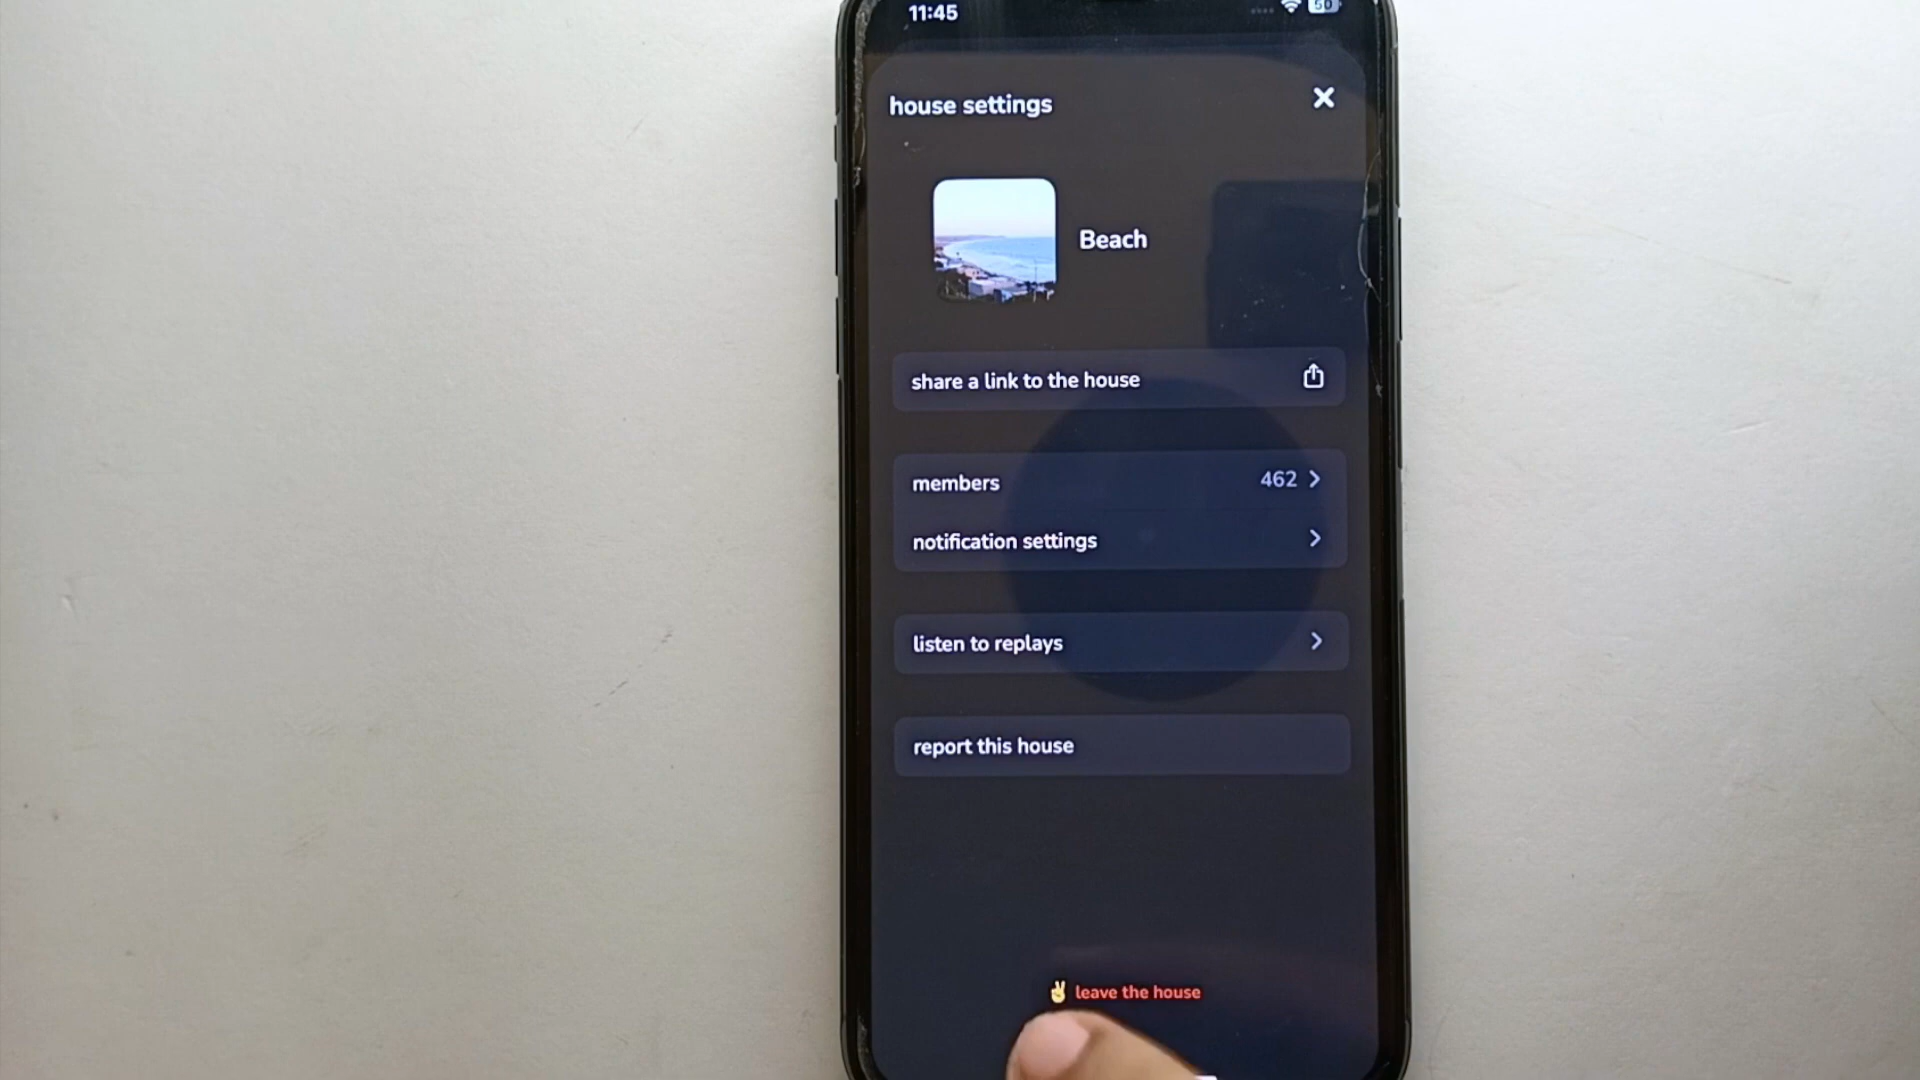 11:45
50
house settings
Beach
share a link to the house
members 462
notification settings
listen to replays
report this house
✌ leave the house